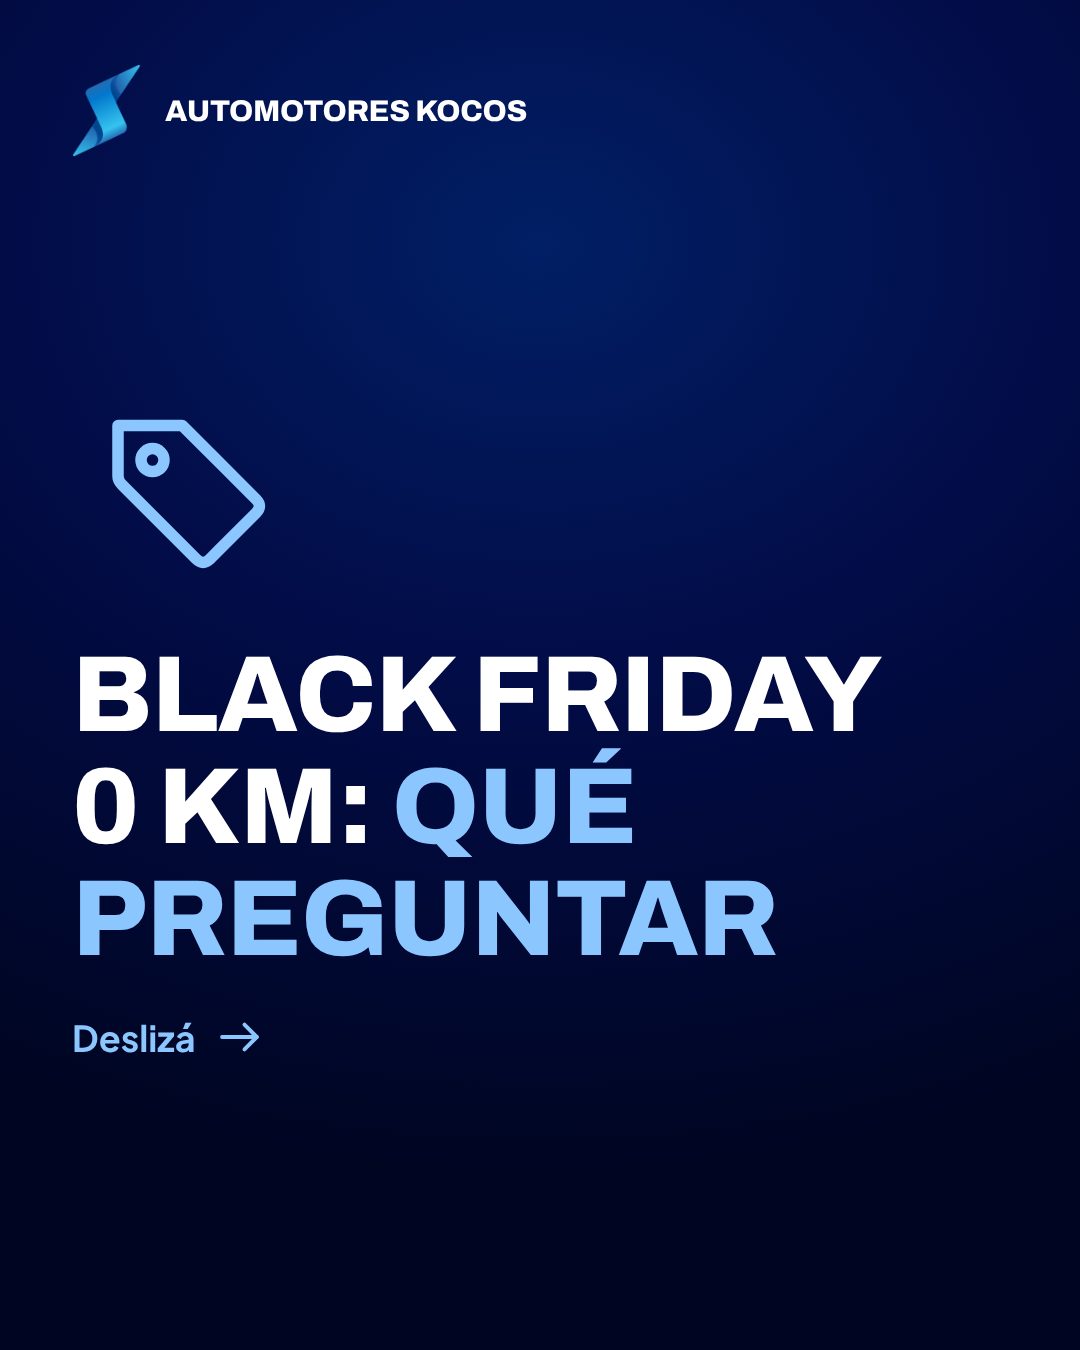 AUTOMOTORES KOCOS
BLACK FRIDAY
0 KM: QUÉ
PREGUNTAR
Deslizá →